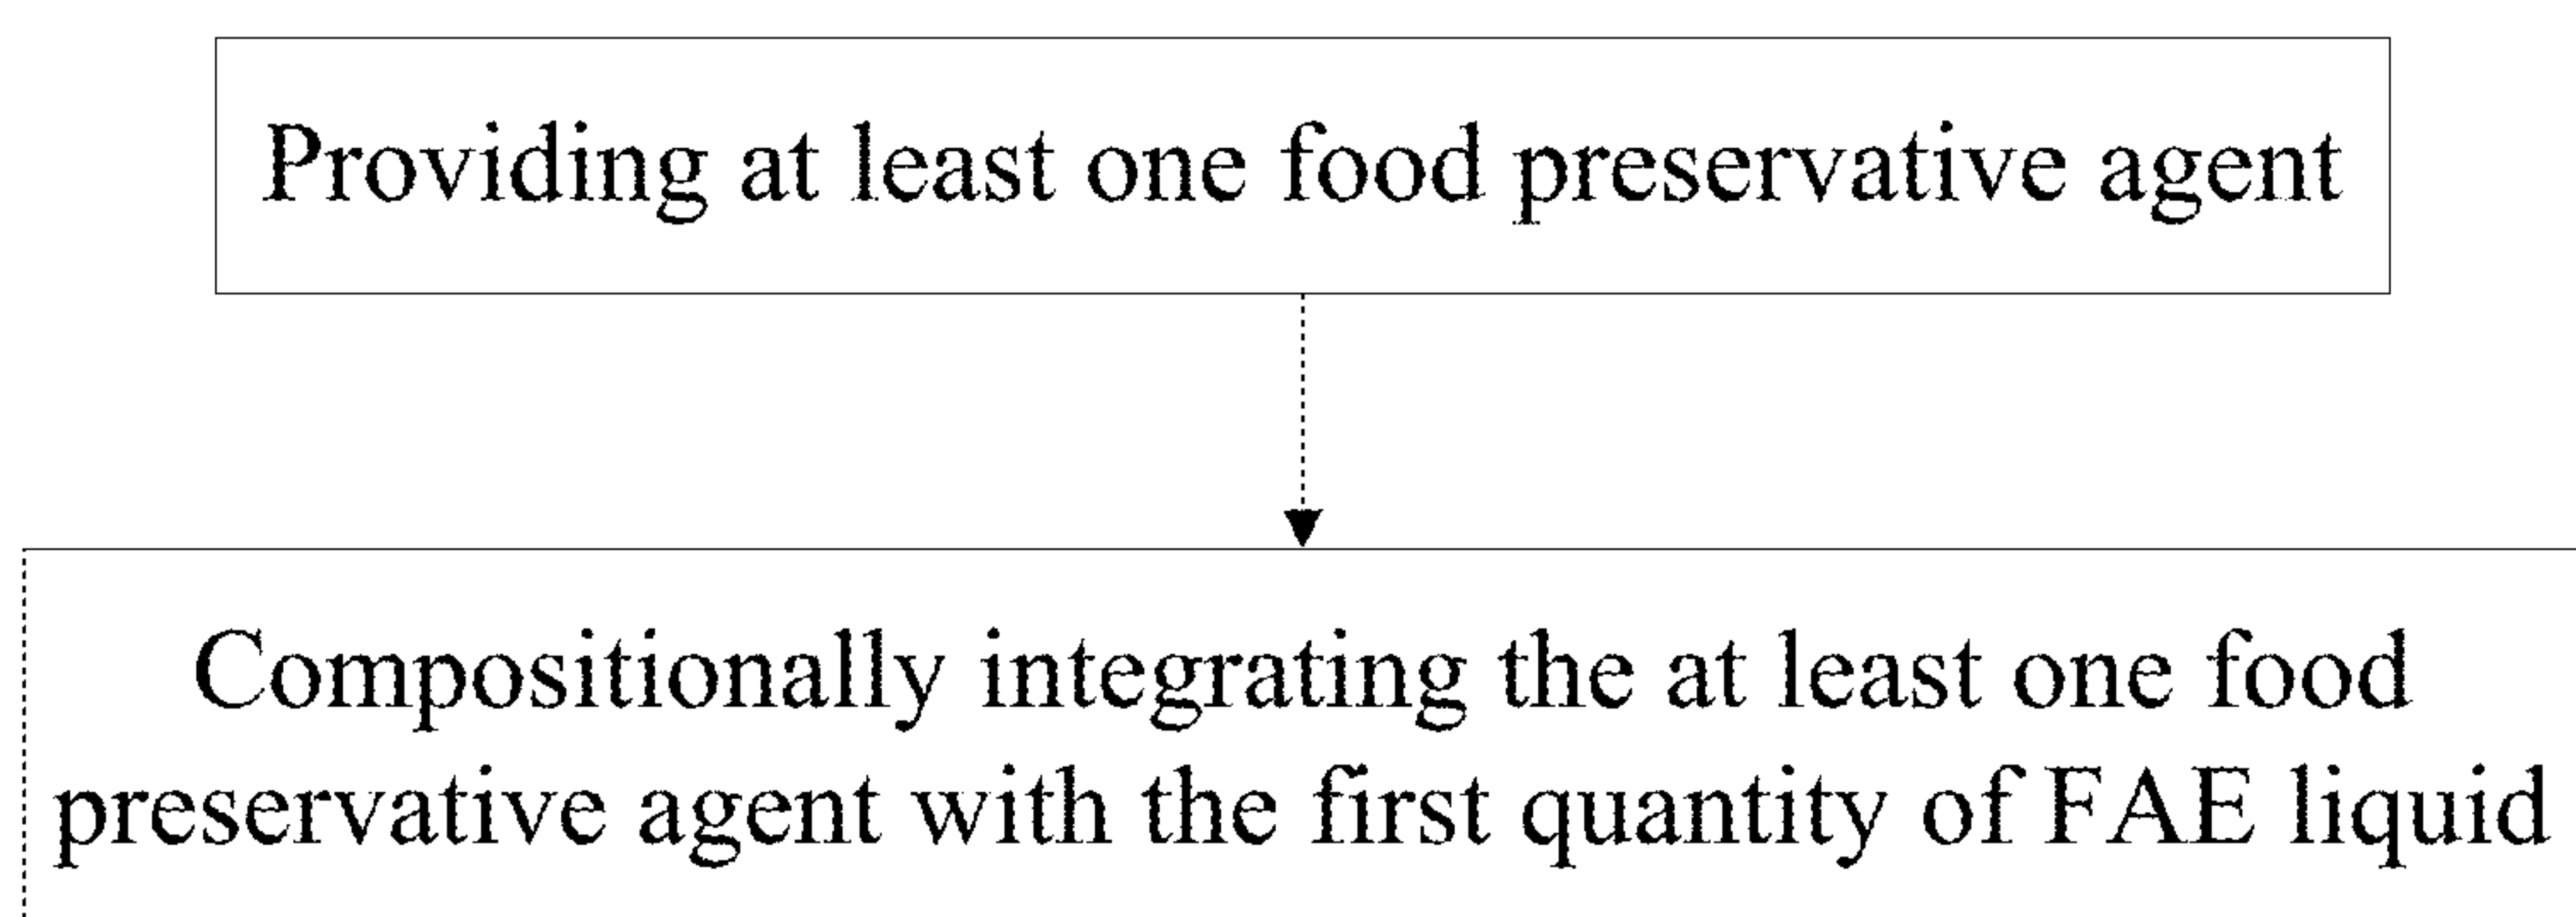 Providing at least one food preservative agent
Compositionally integrating the at least one food
preservative agent with the first quantity of FAE liquid